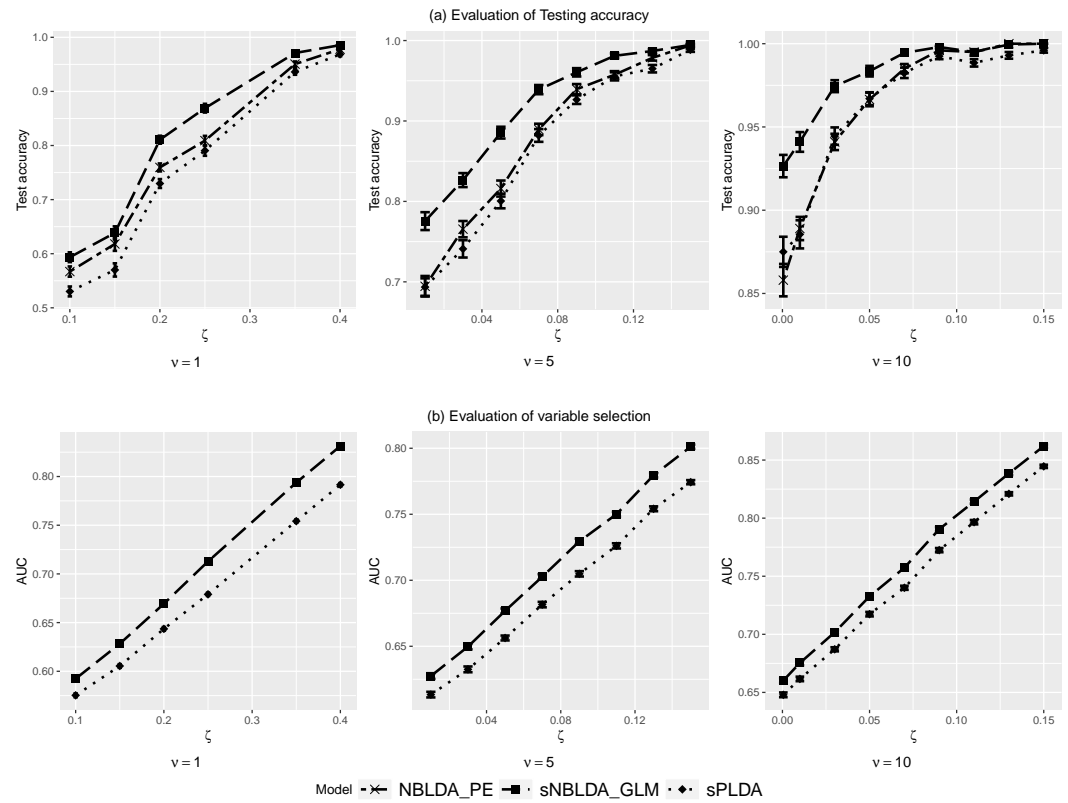 (a) Evaluation of Testing accuracy
Test accuracy
1.0
0.9
0.8
0.7
0.6
0.5
0.1
0.2
0.3
0.4
ζ
ν = 1
Test accuracy
1.0
0.9
0.8
0.7
0.04
0.08
0.12
ζ
ν = 5
Test accuracy
1.00
0.95
0.90
0.85
0.00
0.05
0.10
0.15
ζ
ν = 10
(b) Evaluation of variable selection
AUC
0.80
0.75
0.70
0.65
0.60
0.1
0.2
0.3
0.4
ζ
ν = 1
AUC
0.80
0.75
0.70
0.65
0.04
0.08
0.12
ζ
ν = 5
AUC
0.85
0.80
0.75
0.70
0.65
0.00
0.05
0.10
0.15
ζ
ν = 10
Model NBLDA_PE sNBLDA_GLM sPLDA